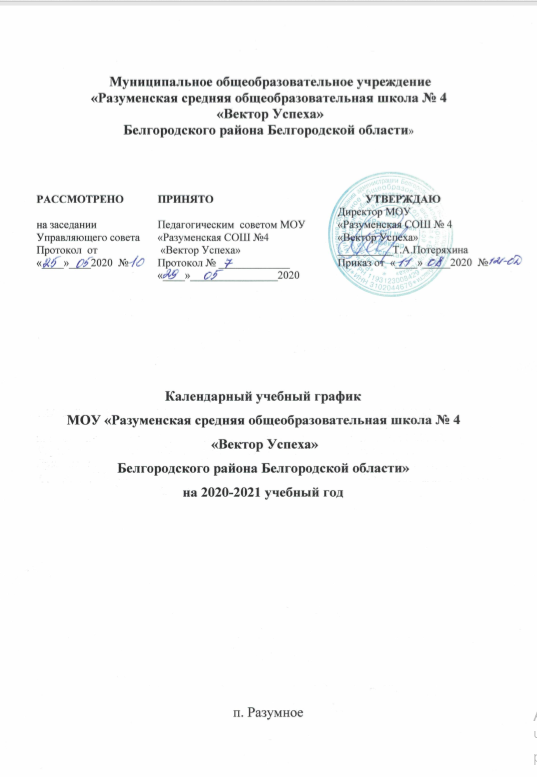 Муниципальное общеобразовательное учреждение
«Разуменская средняя общеобразовательная школа № 4
«Вектор Успеха»
Белгородского района Белгородской области»
РАССМОТРЕНО
на заседании
Управляющего совета
Протокол от
«25» 05 2020 №10
ПРИНЯТО
Педагогическим советом МОУ
«Разуменская СОШ №4
«Вектор Успеха»
Протокол № 7
«29» 05 2020
УТВЕРЖДАЮ
Директор МОУ
«Разуменская СОШ № 4
«Вектор Успеха»
Т.А.Потеряхина
Приказ от «11» 08 2020 №121-ОД
Календарный учебный график
МОУ «Разуменская средняя общеобразовательная школа № 4
«Вектор Успеха»
Белгородского района Белгородской области»
на 2020-2021 учебный год
п. Разумное